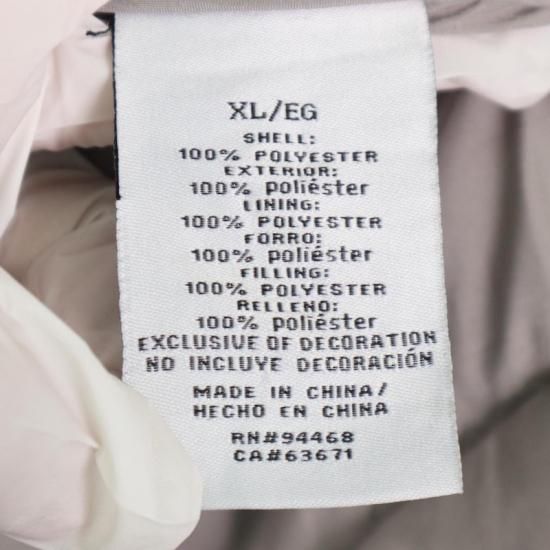 XL/EG
SHELL:
100% POLYESTER
EXTERIOR:
100% poliéster
LINING:
100% POLYESTER
FORRO:
100% poliéster
FILLING:
100% POLYESTER
RELLENO:
100% poliéster
EXCLUSIVE OF DECORATION
NO INCLUYE DECORACIÓN
MADE IN CHINA/
HECHO EN CHINA
RN#94468
CA#63671